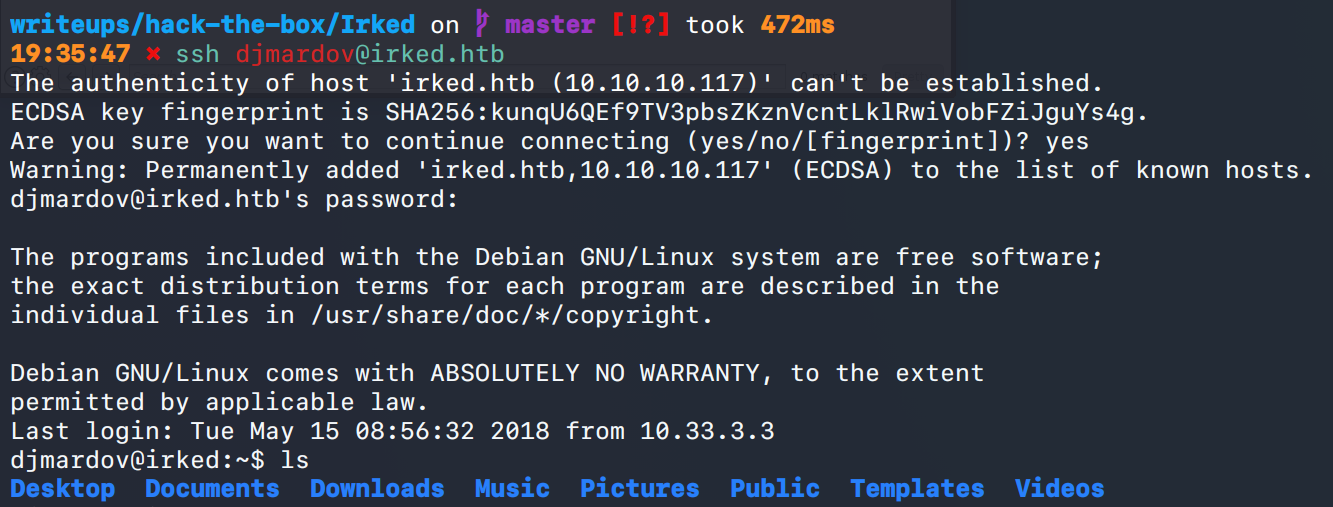 writeups/hack-the-box/Irked on master [!?] took 472ms
19:35:47 ✖ ssh djmardov@irked.htb
The authenticity of host 'irked.htb (10.10.10.117)' can't be established.
ECDSA key fingerprint is SHA256:kunqU6QEf9TV3pbsZKznVcntLklRwiVobFZiJguYs4g.
Are you sure you want to continue connecting (yes/no/[fingerprint])? yes
Warning: Permanently added 'irked.htb,10.10.10.117' (ECDSA) to the list of known hosts.
djmardov@irked.htb's password:
The programs included with the Debian GNU/Linux system are free software;
the exact distribution terms for each program are described in the
individual files in /usr/share/doc/*/copyright.
Debian GNU/Linux comes with ABSOLUTELY NO WARRANTY, to the extent
permitted by applicable law.
Last login: Tue May 15 08:56:32 2018 from 10.33.3.3
djmardov@irked:~$ ls
Desktop Documents Downloads Music Pictures Public Templates Videos